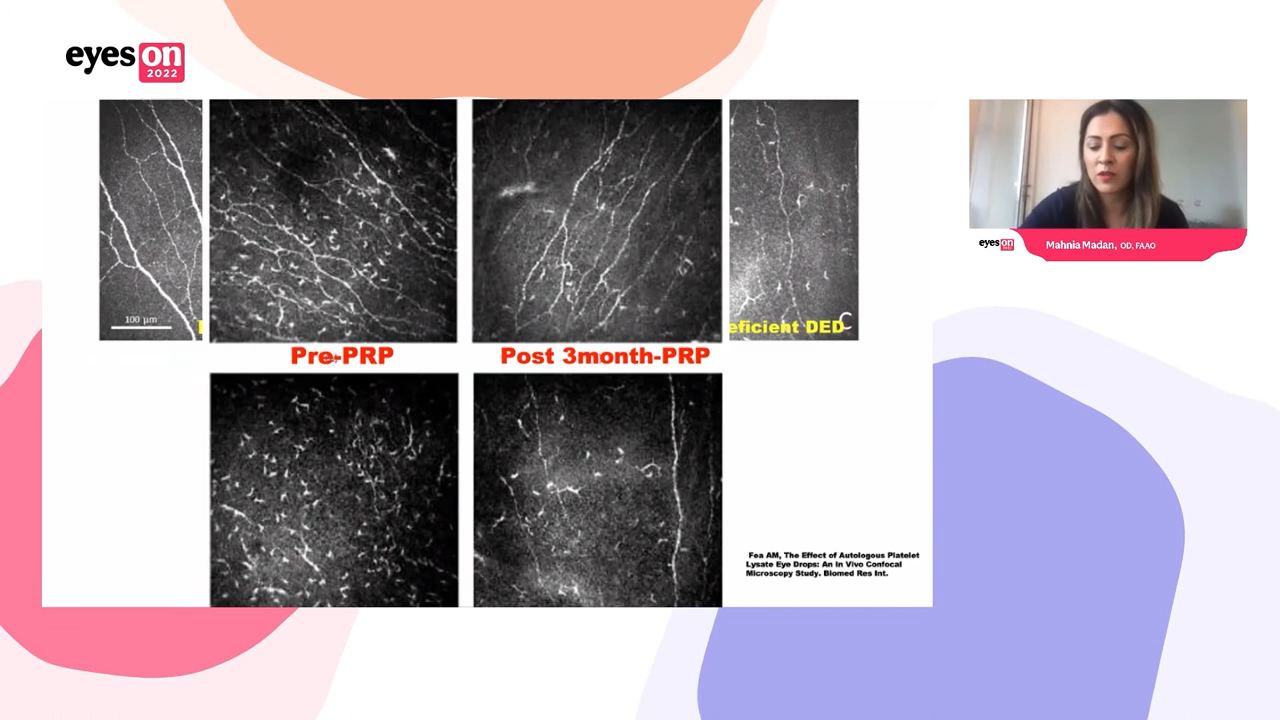 eyes on
2022
100 μm
eficient DED
C
Pre-PRP
Post 3month-PRP
Fea AM, The Effect of Autologous Platelet
Lysate Eye Drops: An In Vivo Confocal
Microscopy Study. Biomed Res Int.
eyes on
Mahnia Madan, OD, FAAO